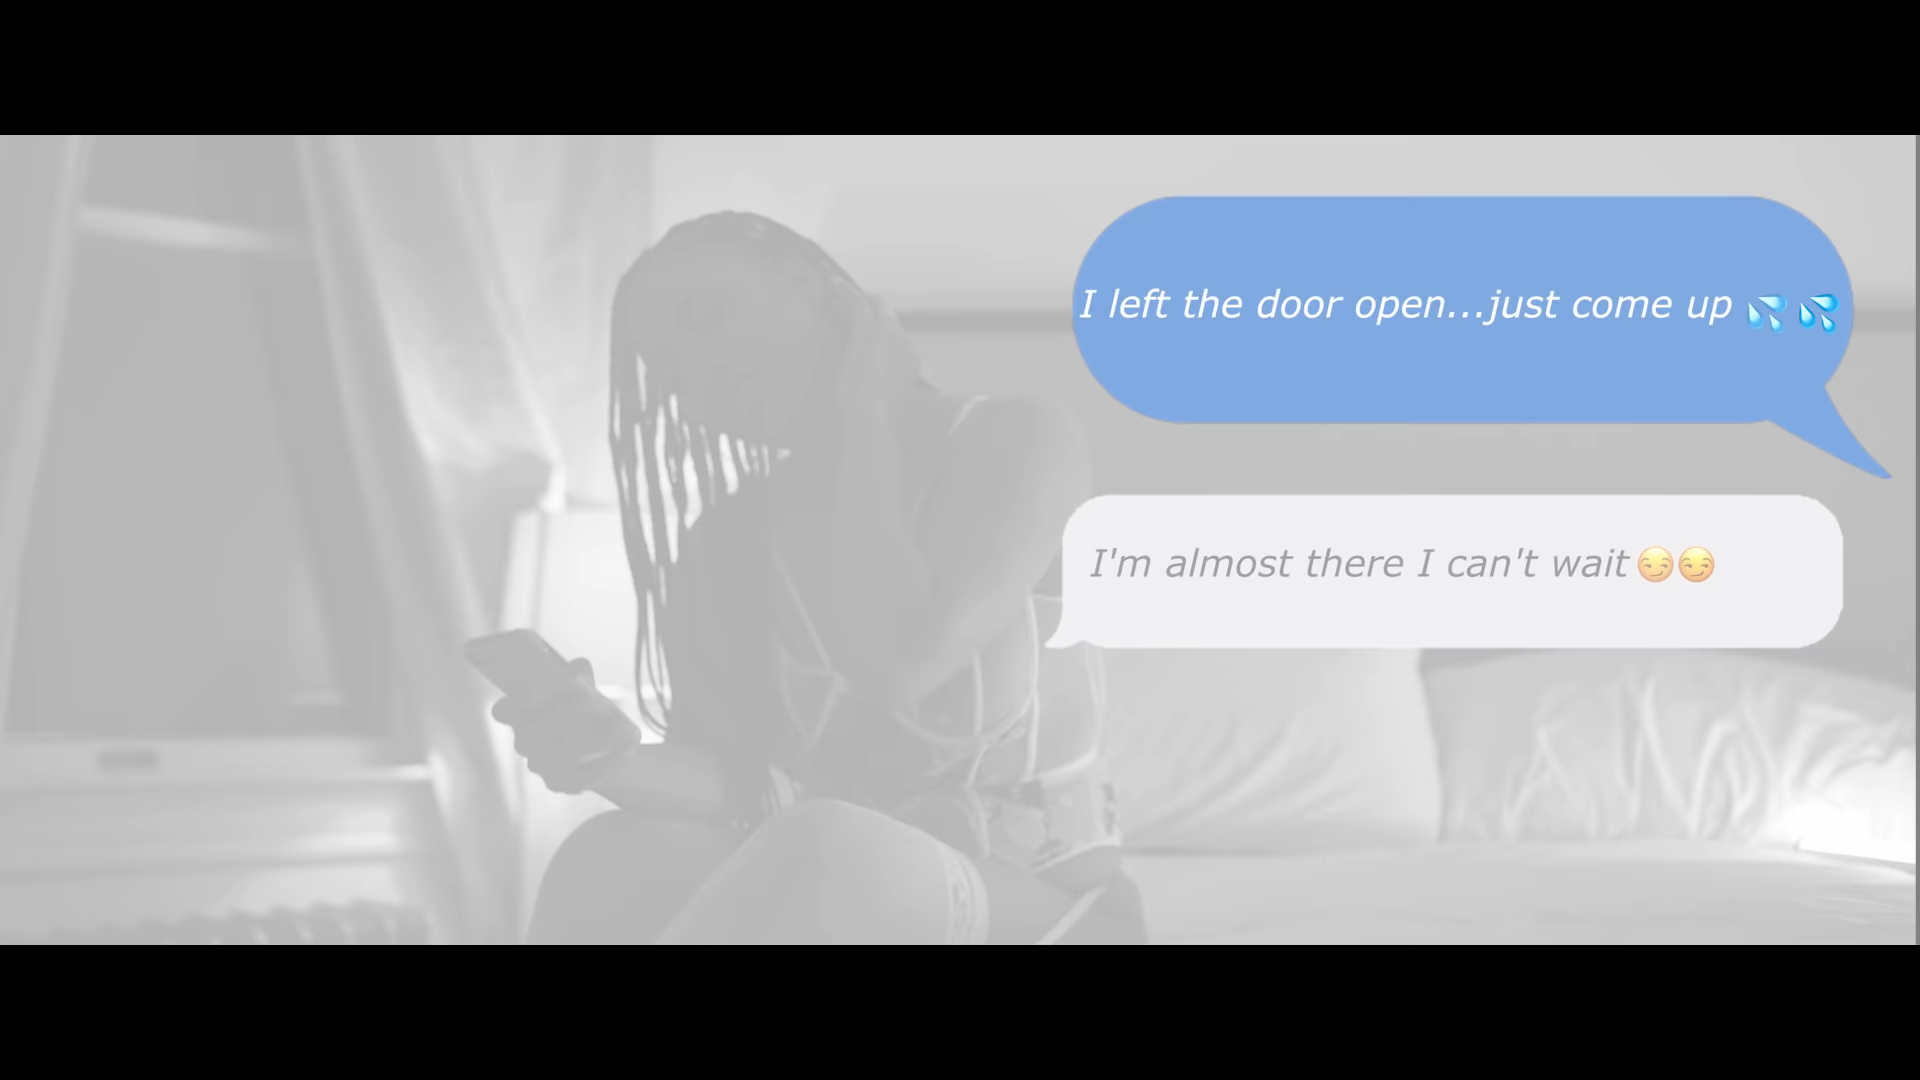 I left the door open...just come up 💦 💦
I'm almost there I can't wait 😏😏